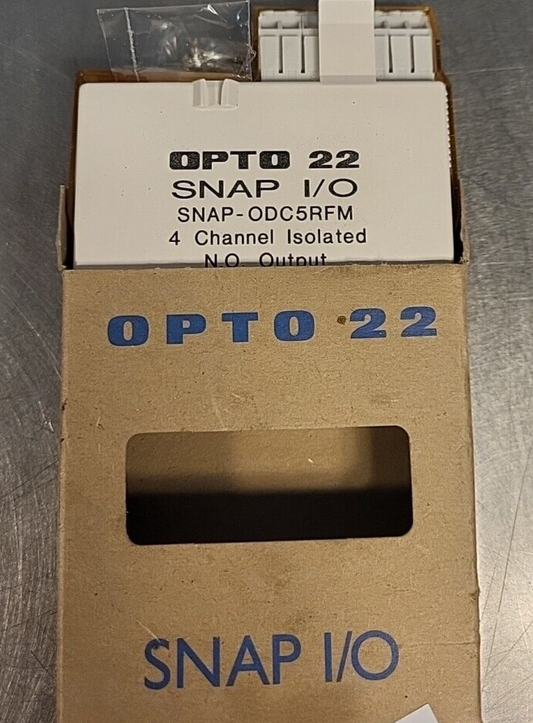 OPTO 22
SNAP I/O
SNAP-ODC5RFM
4 Channel Isolated
N.O. Output
OPTO 22
SNAP I/O